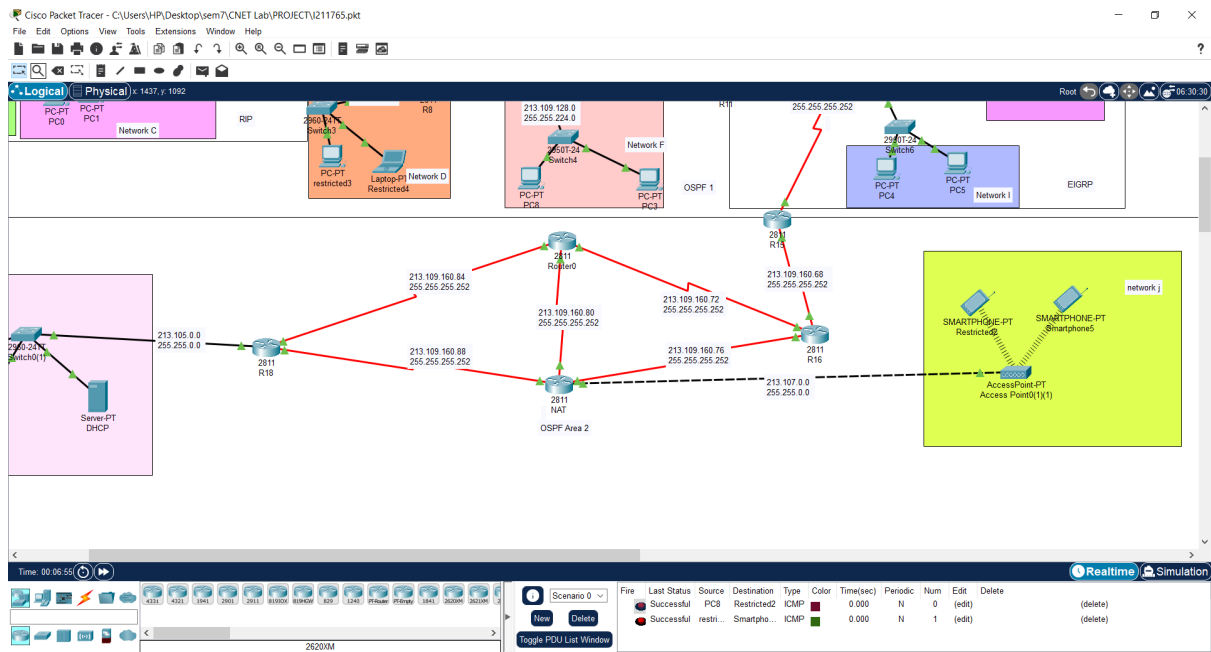 Cisco Packet Tracer - C:\Users\HP\Desktop\sem7\CNET Lab\PROJECT\I211765.pkt
File Edit Options View Tools Extensions Window Help
?
Logical Physical x: 1437, y: 1092 Root 06:30:30
PC-PT
PC0
PC-PT
PC1
Network C
RIP
2960-24TT
Switch3
R8
PC-PT
restricted3
Laptop-PT
Restricted4
Network D
213.109.128.0
255.255.224.0
2950T-24
Switch4
Network F
PC-PT
PC8
PC-PT
PC3
OSPF 1
R11
255.255.255.252
2950T-24
Switch6
PC-PT
PC4
PC-PT
PC5
Network I
EIGRP
2811
Router0
2811
R15
213.109.160.84
255.255.255.252
213.109.160.68
255.255.255.252
213.109.160.72
255.255.255.252
213.109.160.80
255.255.255.252
network j
SMARTPHONE-PT
Restricted2
SMARTPHONE-PT
Smartphone5
2960-24TT
Switch0(1)
213.105.0.0
255.255.0.0
2811
R18
213.109.160.88
255.255.255.252
213.109.160.76
255.255.255.252
2811
R16
2811
NAT
213.107.0.0
255.255.0.0
AccessPoint-PT
Access Point0(1)(1)
Server-PT
DHCP
OSPF Area 2
Time: 00:06:55 Realtime Simulation
4331 4321 1941 2901 2911 819IOX 819HGW 829 1240 PT-Router PT-Empty 1841 2620XM 2621XM 2
2620XM
Scenario 0
New Delete
Toggle PDU List Window
Fire Last Status Source Destination Type Color Time(sec) Periodic Num Edit Delete
Successful PC8 Restricted2 ICMP 0.000 N 0 (edit) (delete)
Successful restri... Smartpho... ICMP 0.000 N 1 (edit) (delete)